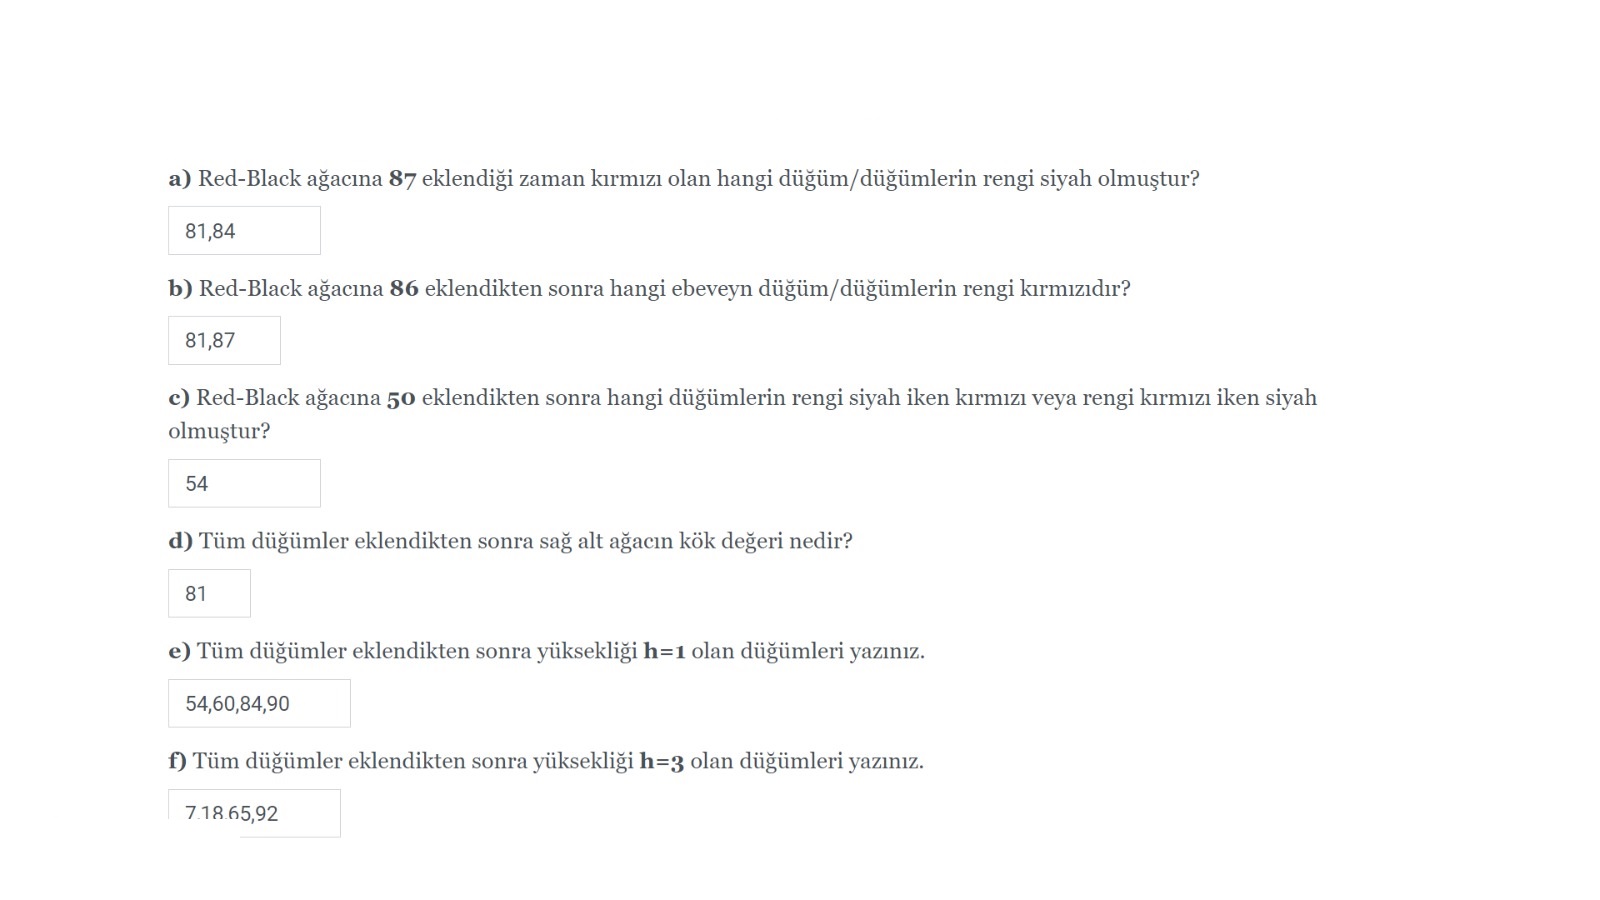 a) Red-Black ağacına 87 eklendiği zaman kırmızı olan hangi düğüm/düğümlerin rengi siyah olmuştur?
81,84
b) Red-Black ağacına 86 eklendikten sonra hangi ebeveyn düğüm/düğümlerin rengi kırmızıdır?
81,87
c) Red-Black ağacına 50 eklendikten sonra hangi düğümlerin rengi siyah iken kırmızı veya rengi kırmızı iken siyah
olmuştur?
54
d) Tüm düğümler eklendikten sonra sağ alt ağacın kök değeri nedir?
81
e) Tüm düğümler eklendikten sonra yüksekliği h=1 olan düğümleri yazınız.
54,60,84,90
f) Tüm düğümler eklendikten sonra yüksekliği h=3 olan düğümleri yazınız.
7,18,65,92